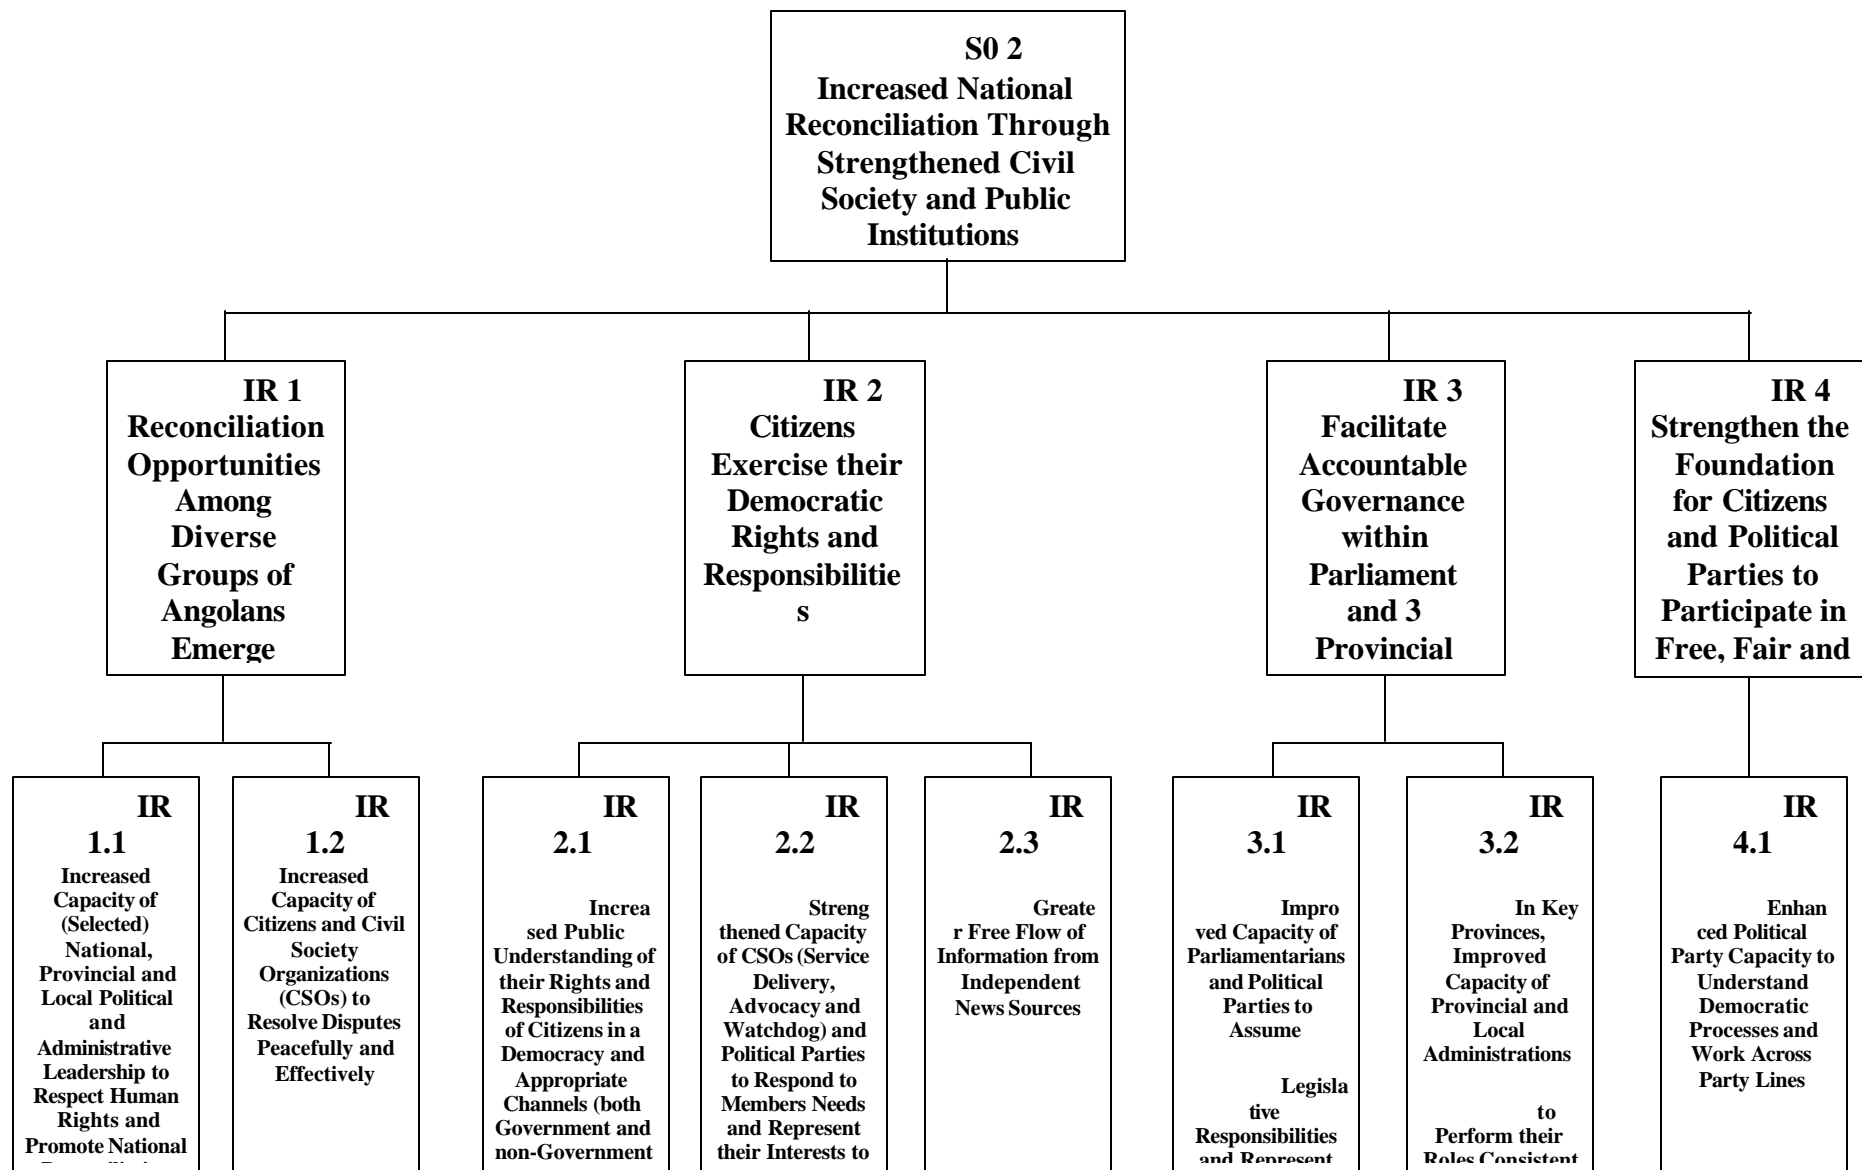 S0 2
Increased National
Reconciliation Through
Strengthened Civil
Society and Public
Institutions
IR 1
Reconciliation
Opportunities
Among
Diverse
Groups of
Angolans
Emerge
IR 2
Citizens
Exercise their
Democratic
Rights and
Responsibilitie
s
IR 3
Facilitate
Accountable
Governance
within
Parliament
and 3
Provincial
IR 4
Strengthen the
Foundation
for Citizens
and Political
Parties to
Participate in
Free, Fair and
IR
1.1
Increased
Capacity of
(Selected)
National,
Provincial and
Local Political
and
Administrative
Leadership to
Respect Human
Rights and
Promote National
IR
1.2
Increased
Capacity of
Citizens and Civil
Society
Organizations
(CSOs) to
Resolve Disputes
Peacefully and
Effectively
IR
2.1
Increa
sed Public
Understanding of
their Rights and
Responsibilities
of Citizens in a
Democracy and
Appropriate
Channels (both
Government and
non-Government
IR
2.2
Streng
thened Capacity
of CSOs (Service
Delivery,
Advocacy and
Watchdog) and
Political Parties
to Respond to
Members Needs
and Represent
their Interests to
IR
2.3
Greate
r Free Flow of
Information from
Independent
News Sources
IR
3.1
Impro
ved Capacity of
Parliamentarians
and Political
Parties to
Assume
Legisla
tive
Responsibilities
and Represent
IR
3.2
In Key
Provinces,
Improved
Capacity of
Provincial and
Local
Administrations
to
Perform their
Roles Consistent
IR
4.1
Enhan
ced Political
Party Capacity to
Understand
Democratic
Processes and
Work Across
Party Lines